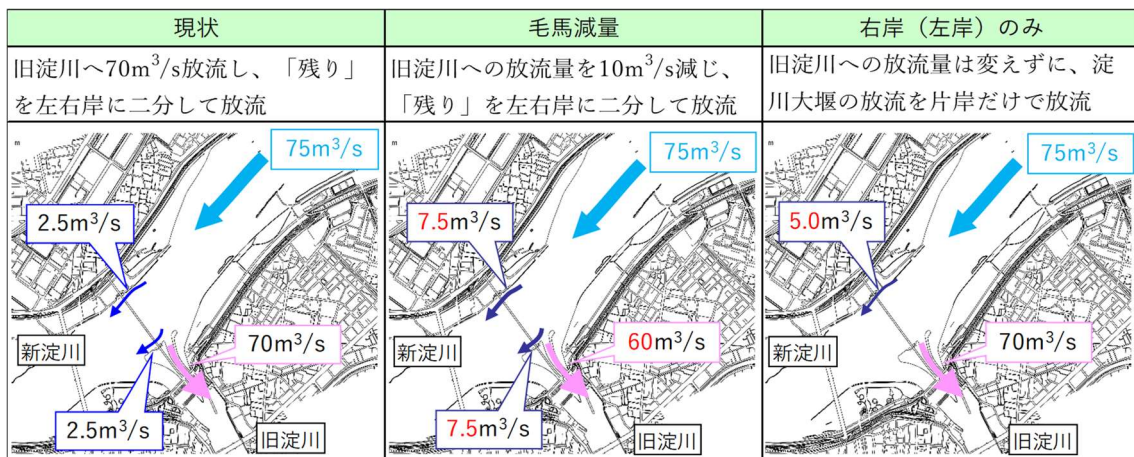 現状
旧淀川へ70m³/s放流し、「残り」
を左右岸に二分して放流
75m³/s
2.5m³/s
70m³/s
新淀川
2.5m³/s
旧淀川
毛馬減量
旧淀川への放流量を10m³/s減じ、
「残り」を左右岸に二分して放流
75m³/s
7.5m³/s
60m³/s
新淀川
7.5m³/s
旧淀川
右岸（左岸）のみ
旧淀川への放流量は変えずに、淀
川大堰の放流を片岸だけで放流
75m³/s
5.0m³/s
70m³/s
新淀川
旧淀川